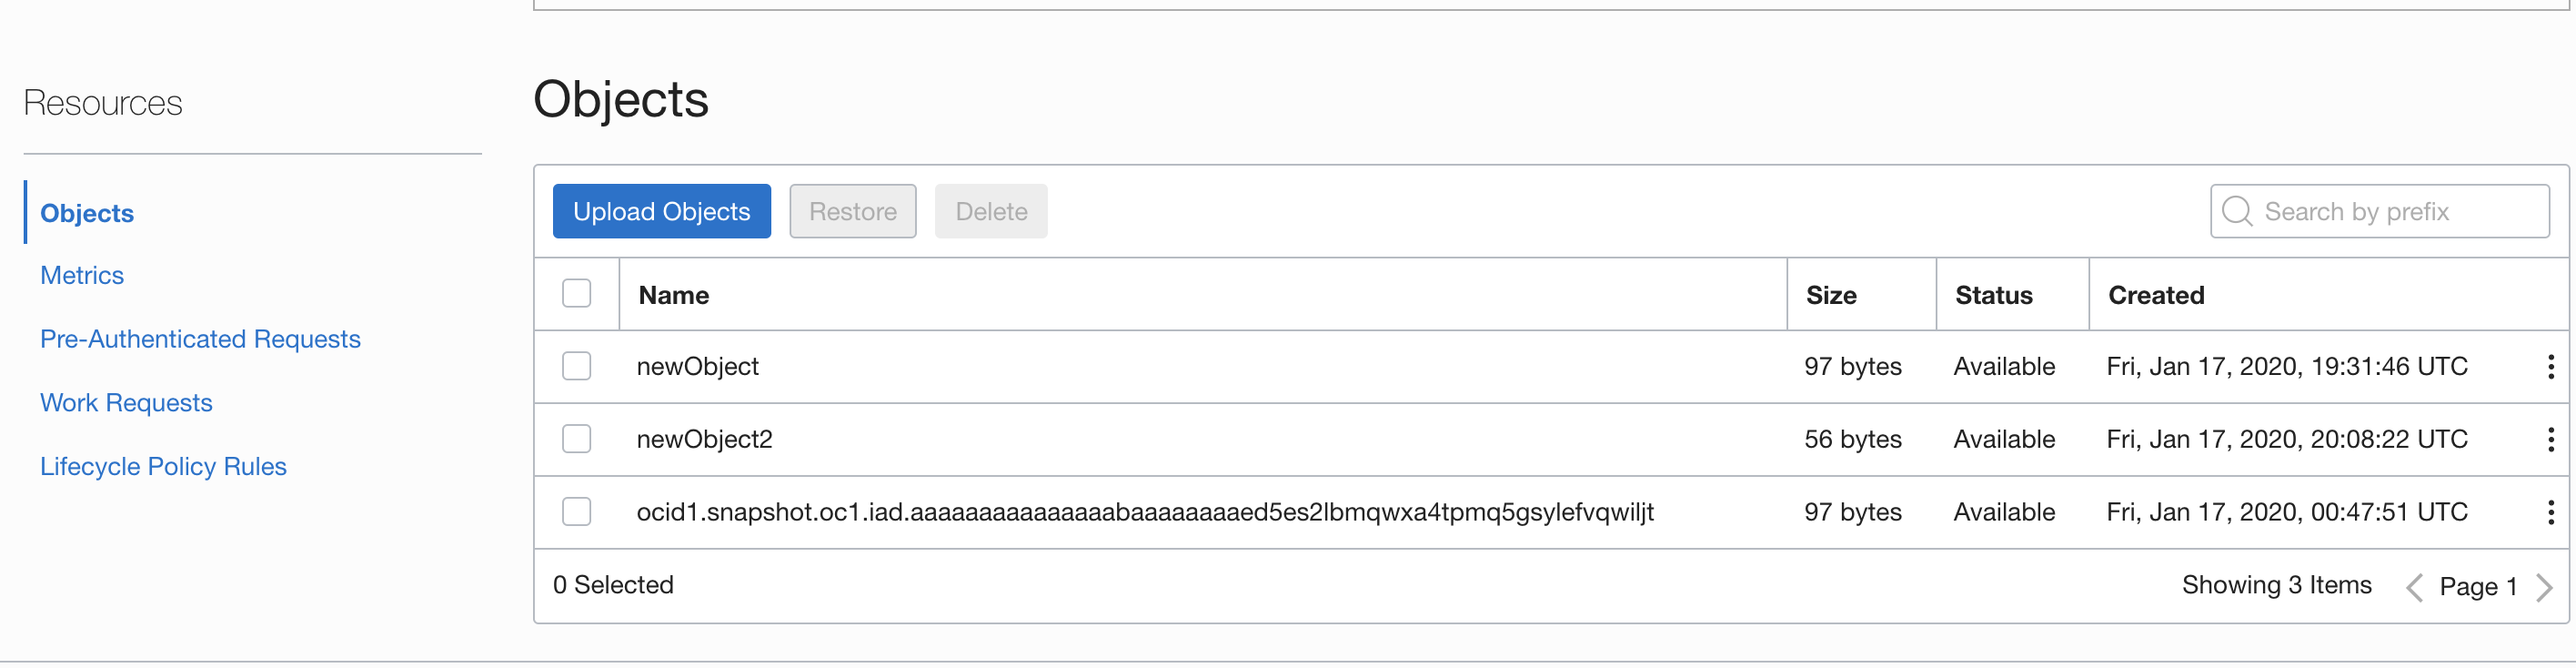 Resources
Objects
Metrics
Pre-Authenticated Requests
Work Requests
Lifecycle Policy Rules
Objects
Upload Objects Restore Delete Search by prefix
Name Size Status Created
newObject 97 bytes Available Fri, Jan 17, 2020, 19:31:46 UTC
newObject2 56 bytes Available Fri, Jan 17, 2020, 20:08:22 UTC
ocid1.snapshot.oc1.iad.aaaaaaaaaaaaaaabaaaaaaaaed5es2lbmqwxa4tpmq5gsylefvqwiljt 97 bytes Available Fri, Jan 17, 2020, 00:47:51 UTC
0 Selected Showing 3 Items Page 1